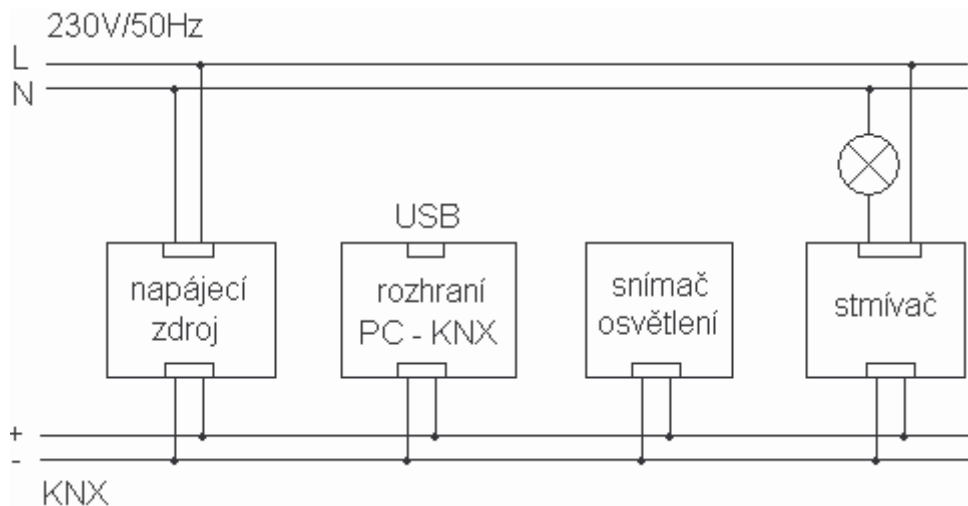 230V/50Hz
L
N
USB
napájecí
zdroj
rozhraní
PC - KNX
snímač
osvětlení
stmívač
+
-
KNX